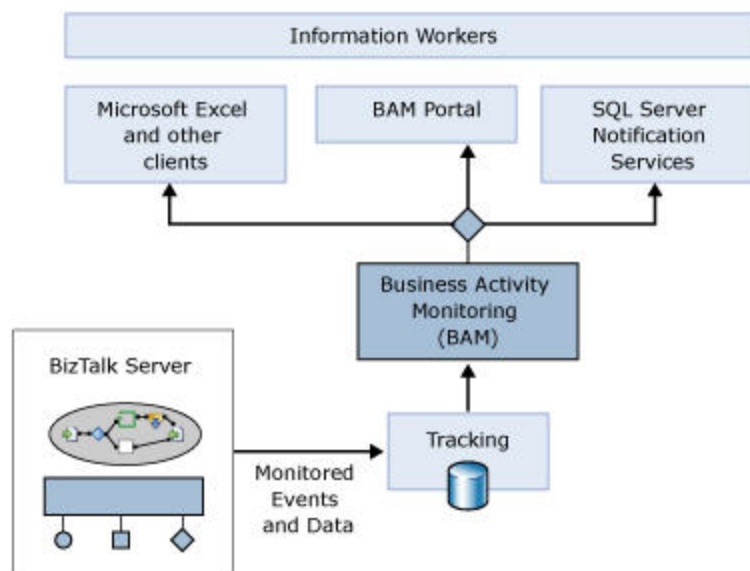 Information Workers
Microsoft Excel
and other
clients
BAM Portal
SQL Server
Notification
Services
Business Activity
Monitoring
(BAM)
BizTalk Server
Tracking
Monitored
Events
and Data